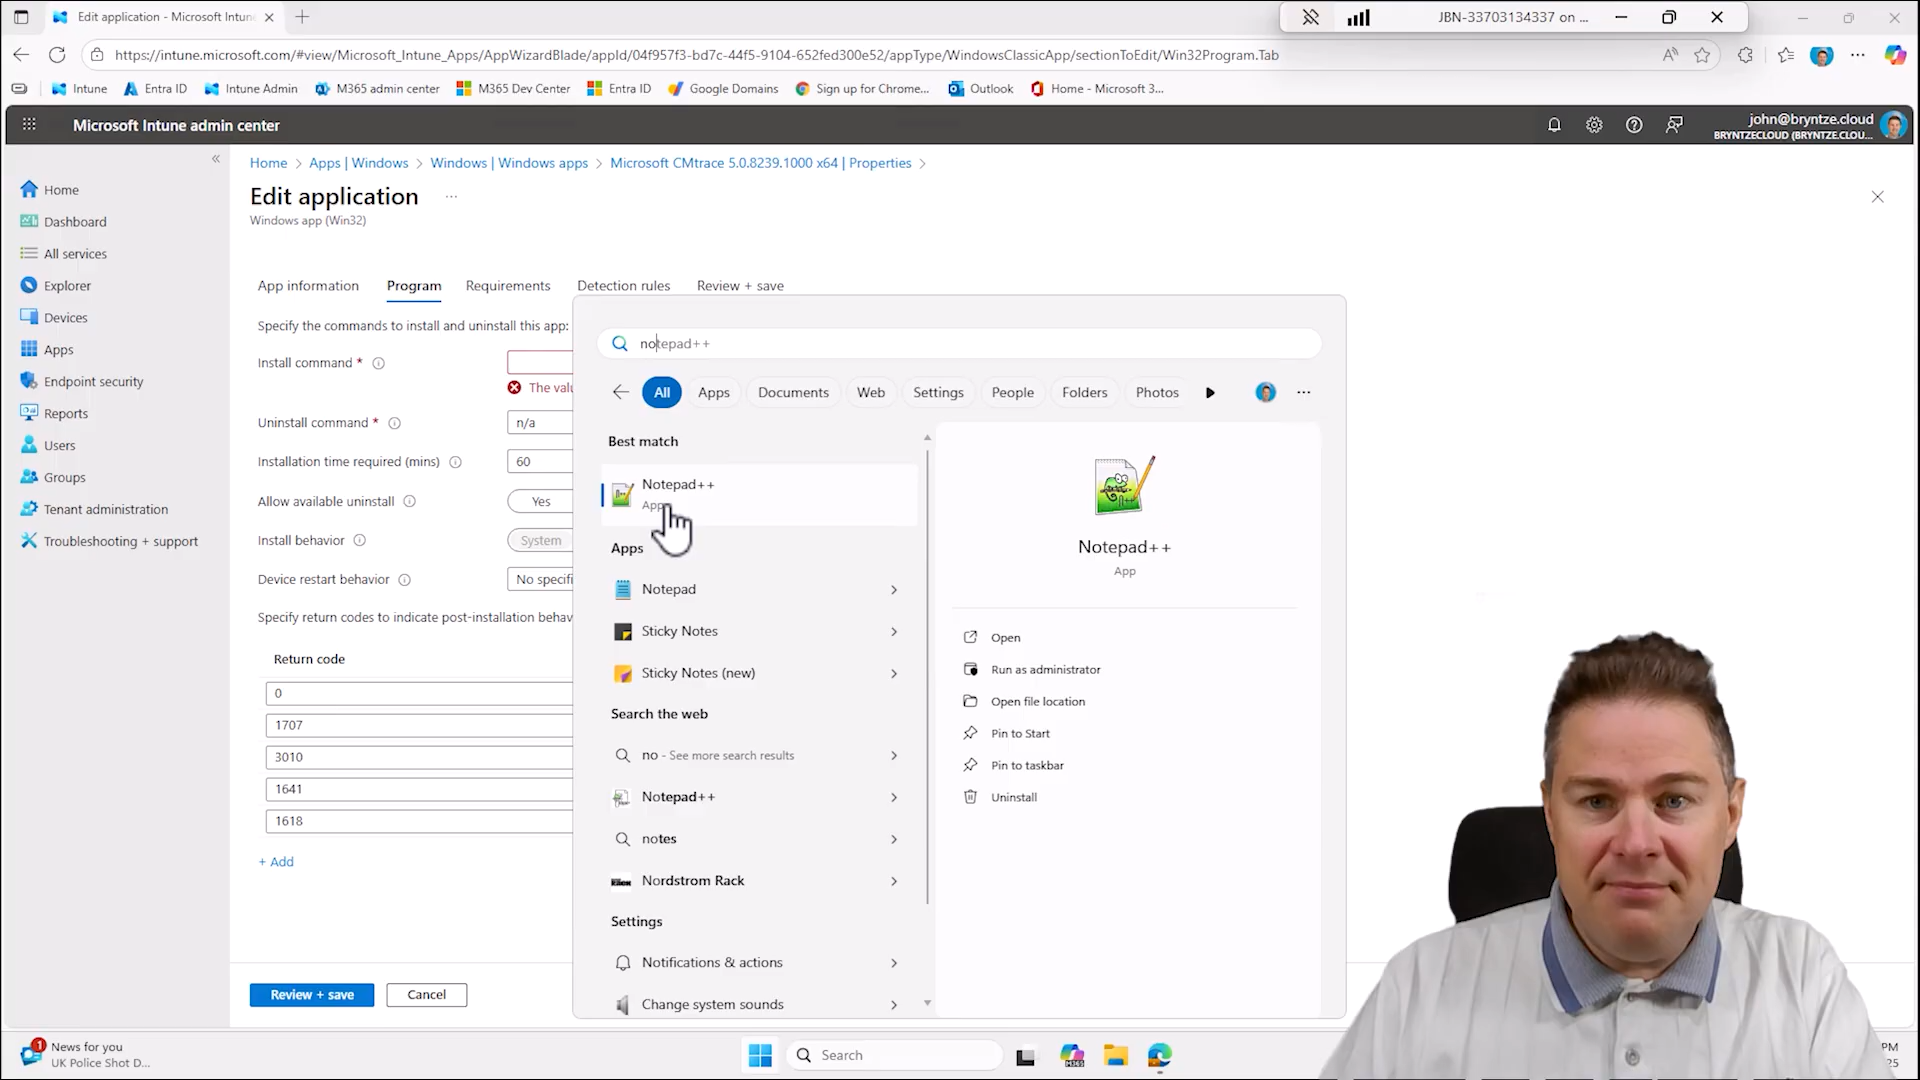 Edit application - Microsoft Intun
JBN-33703134337 on ...
https://intune.microsoft.com/#view/Microsoft_Intune_Apps/AppWizardBlade/appId/04f957f3-bd7c-44f5-9104-652fed300e52/appType/WindowsClassicApp/sectionToEdit/Win32Program.Tab
Intune
Entra ID
Intune Admin
M365 admin center
M365 Dev Center
Entra ID
Google Domains
Sign up for Chrome...
Outlook
Home - Microsoft 3...
Microsoft Intune admin center
john@bryntze.cloud
BRYNTZECLOUD (BRYNTZE.CLOU...
Home > Apps | Windows > Windows | Windows apps > Microsoft CMtrace 5.0.8239.1000 x64 | Properties >
Edit application ...
Windows app (Win32)
Home
Dashboard
All services
Explorer
Devices
Apps
Endpoint security
Reports
Users
Groups
Tenant administration
Troubleshooting + support
App information
Program
Requirements
Detection rules
Review + save
Specify the commands to install and uninstall this app:
Install command *
The valu
Uninstall command *
n/a
Installation time required (mins)
60
Allow available uninstall
Yes
Install behavior
System
Device restart behavior
No specifi
Specify return codes to indicate post-installation behav
Return code
0
1707
3010
1641
1618
+ Add
Review + save
Cancel
notepad++
All
Apps
Documents
Web
Settings
People
Folders
Photos
Best match
Notepad++
App
Apps
Notepad
Sticky Notes
Sticky Notes (new)
Search the web
no - See more search results
Notepad++
notes
Nordstrom Rack
Settings
Notifications & actions
Change system sounds
Notepad++
App
Open
Run as administrator
Open file location
Pin to Start
Pin to taskbar
Uninstall
1
News for you
UK Police Shot D...
Search
PM
25